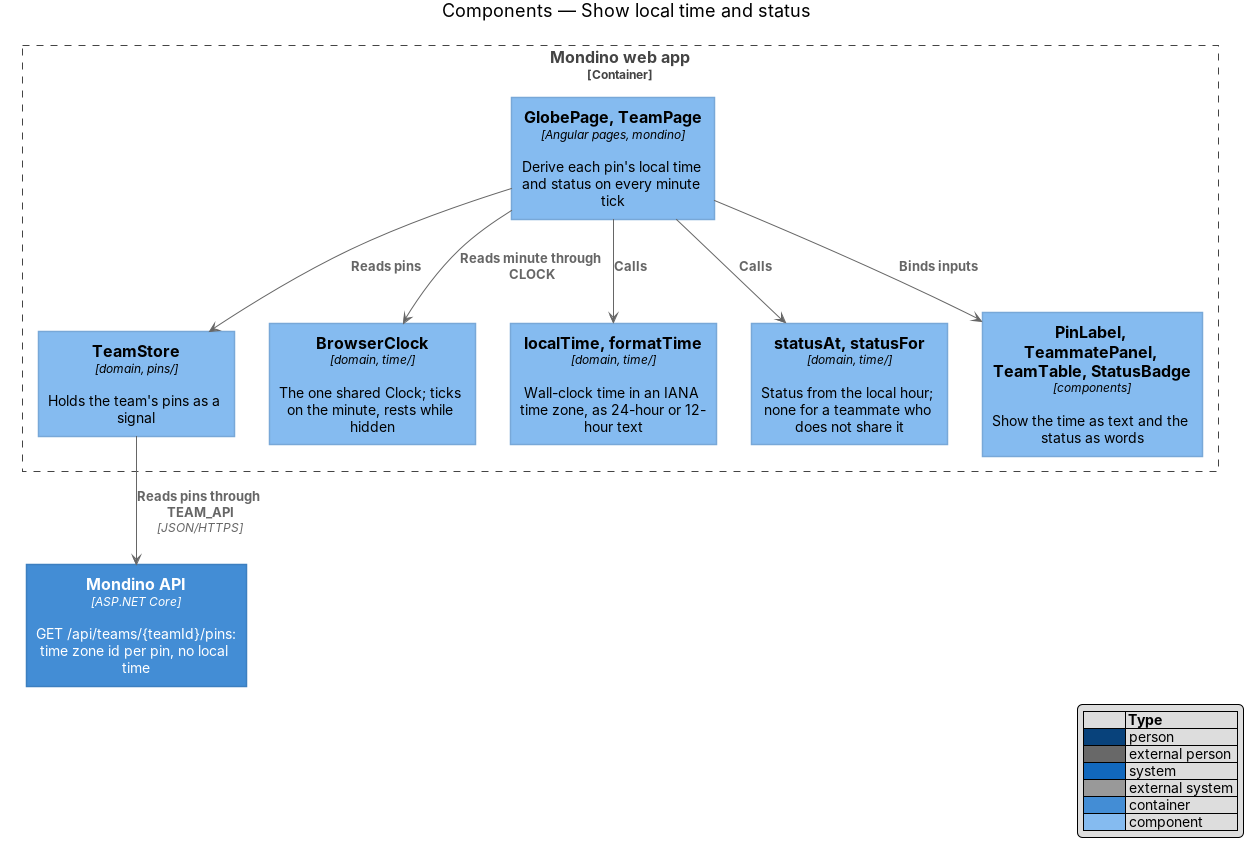 Components — Show local time and status
Mondino web app
[Container]
GlobePage, TeamPage
[Angular pages, mondino]
Derive each pin's local time
and status on every minute
tick
Reads pins
Reads minute through
CLOCK
Calls
Calls
Binds inputs
TeamStore
[domain, pins/]
Holds the team's pins as a
signal
BrowserClock
[domain, time/]
The one shared Clock; ticks
on the minute, rests while
hidden
localTime, formatTime
[domain, time/]
Wall-clock time in an IANA
time zone, as 24-hour or 12-
hour text
statusAt, statusFor
[domain, time/]
Status from the local hour;
none for a teammate who
does not share it
PinLabel,
TeammatePanel,
TeamTable, StatusBadge
[components]
Show the time as text and the
status as words
Reads pins through
TEAM_API
[JSON/HTTPS]
Mondino API
[ASP.NET Core]
GET /api/teams/{teamId}/pins:
time zone id per pin, no local
time
Type
person
external person
system
external system
container
component